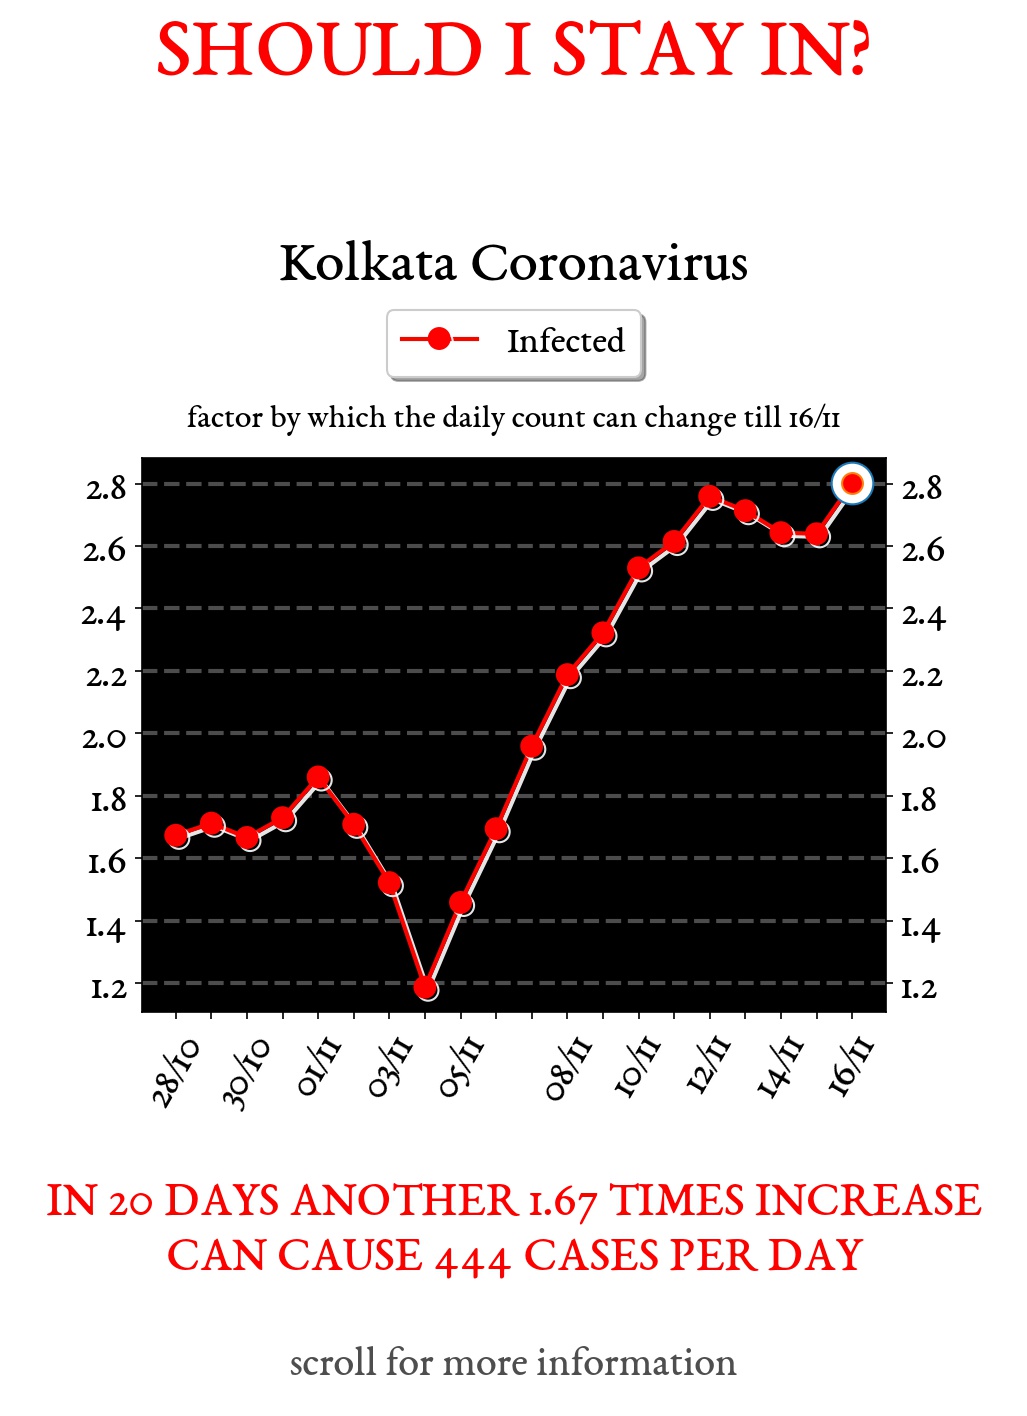 SHOULD I STAY IN?
Kolkata Coronavirus
Infected
factor by which the daily count can change till 16/11
2.8 2.8
2.6 2.6
2.4 2.4
2.2 2.2
2.0 2.0
1.8 1.8
1.6 1.6
1.4 1.4
1.2 1.2
28/10 30/10 01/11 03/11 05/11 08/11 10/11 12/11 14/11 16/11
IN 20 DAYS ANOTHER 1.67 TIMES INCREASE
CAN CAUSE 444 CASES PER DAY
scroll for more information